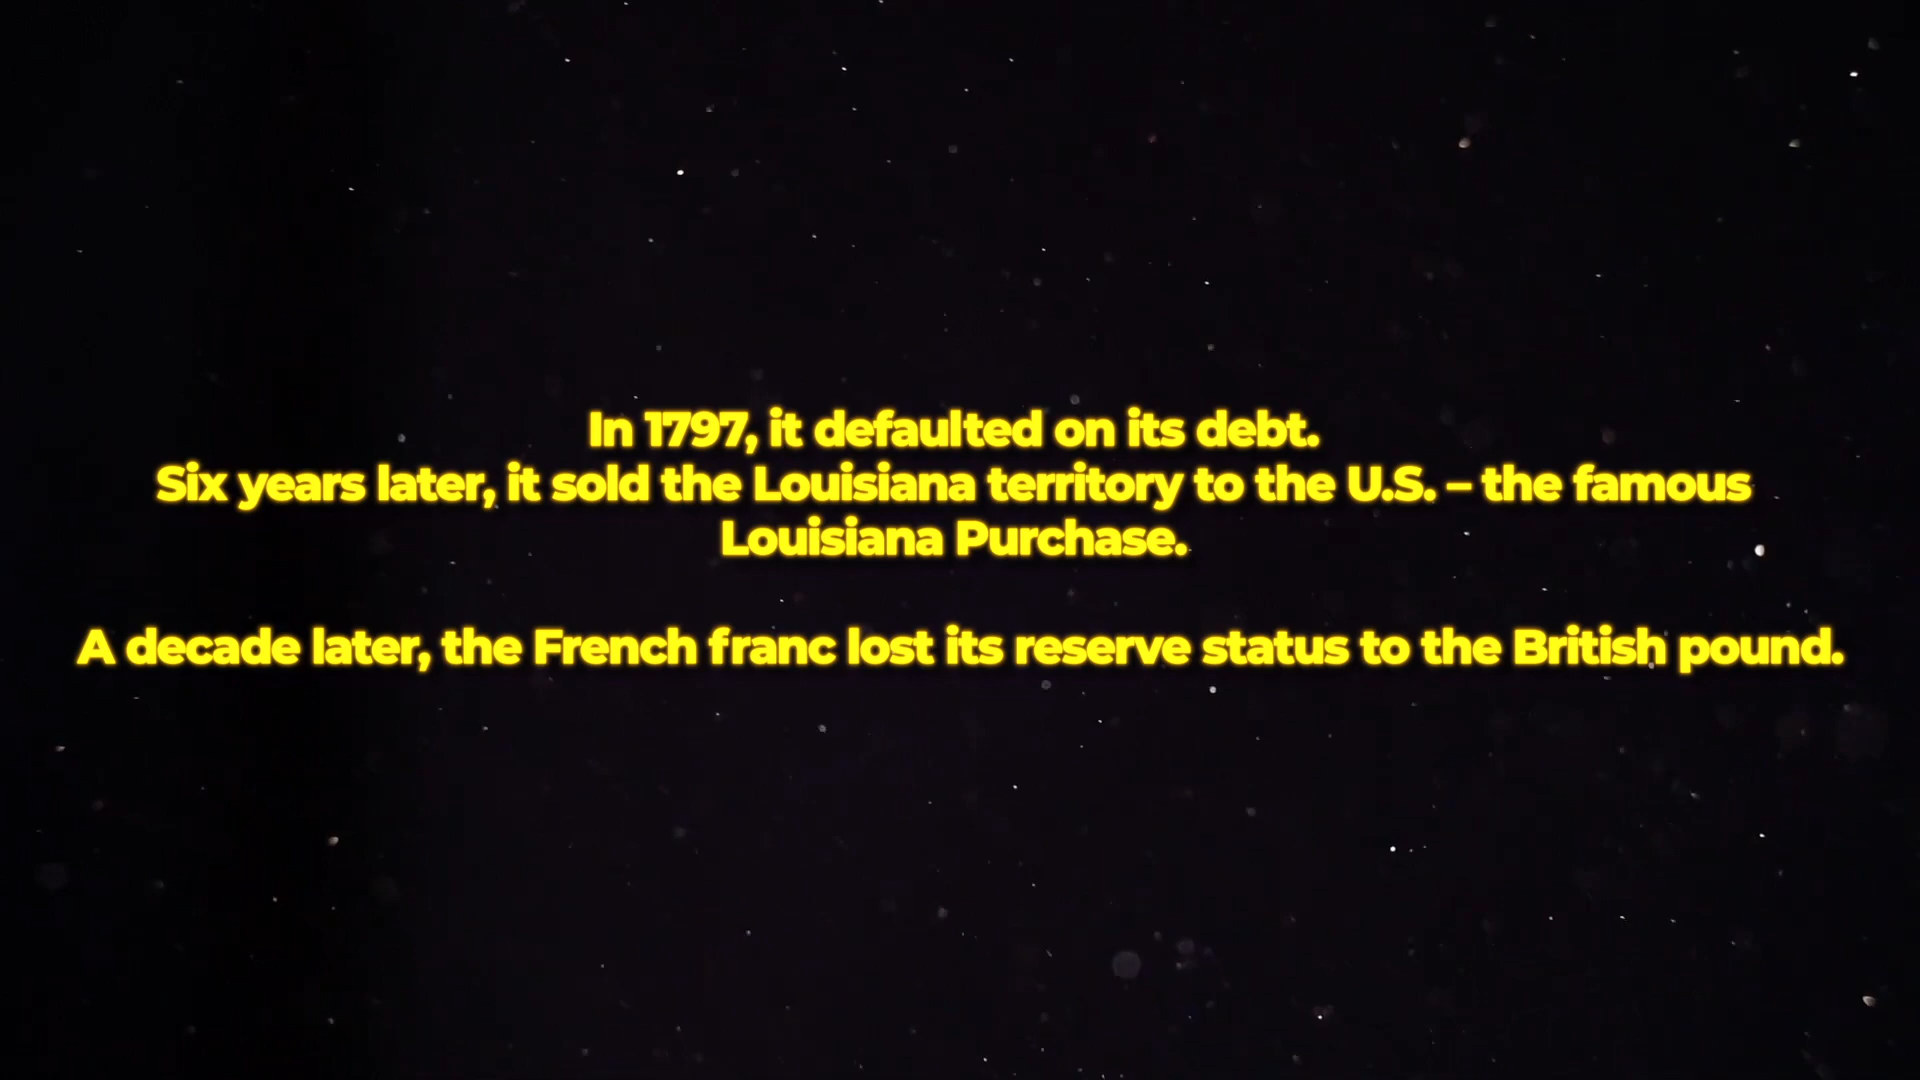 In 1797, it defaulted on its debt.
Six years later, it sold the Louisiana territory to the U.S. – the famous
Louisiana Purchase.
A decade later, the French franc lost its reserve status to the British pound.